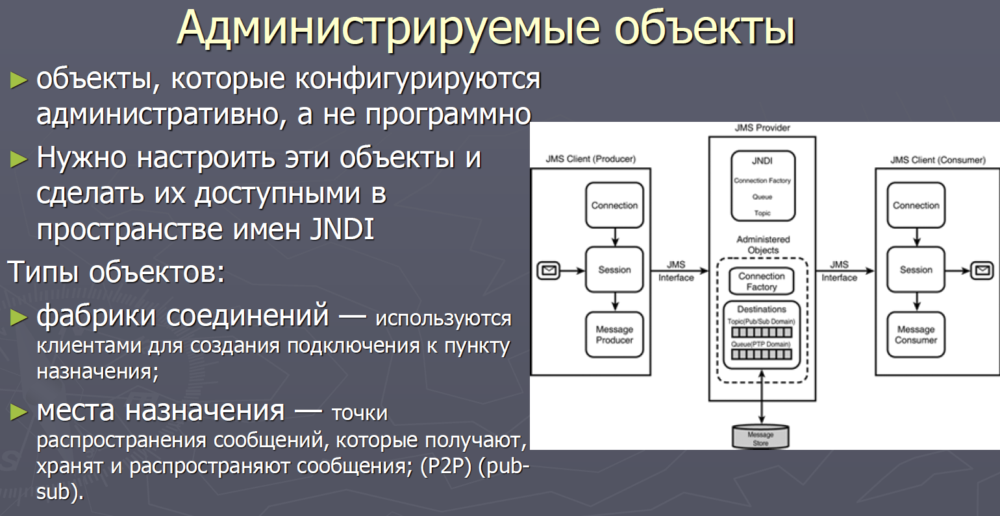 Администрируемые объекты
► объекты, которые конфигурируются
административно, а не программно
► Нужно настроить эти объекты и
сделать их доступными в
пространстве имен JNDI
Типы объектов:
► фабрики соединений — используются
клиентами для создания подключения к пункту
назначения;
► места назначения — точки
распространения сообщений, которые получают,
хранят и распространяют сообщения; (P2P) (pub-
sub).
JMS Client (Producer)
Connection
Session
Message
Producer
JMS
Interface
JMS Provider
JNDI
Connection Factory
Queue
Topic
Administered
Objects
Connection
Factory
Destinations
Topic(Pub/Sub Domain)
Queue(PTP Domain)
Message
Store
JMS
Interface
JMS Client (Consumer)
Connection
Session
Message
Consumer